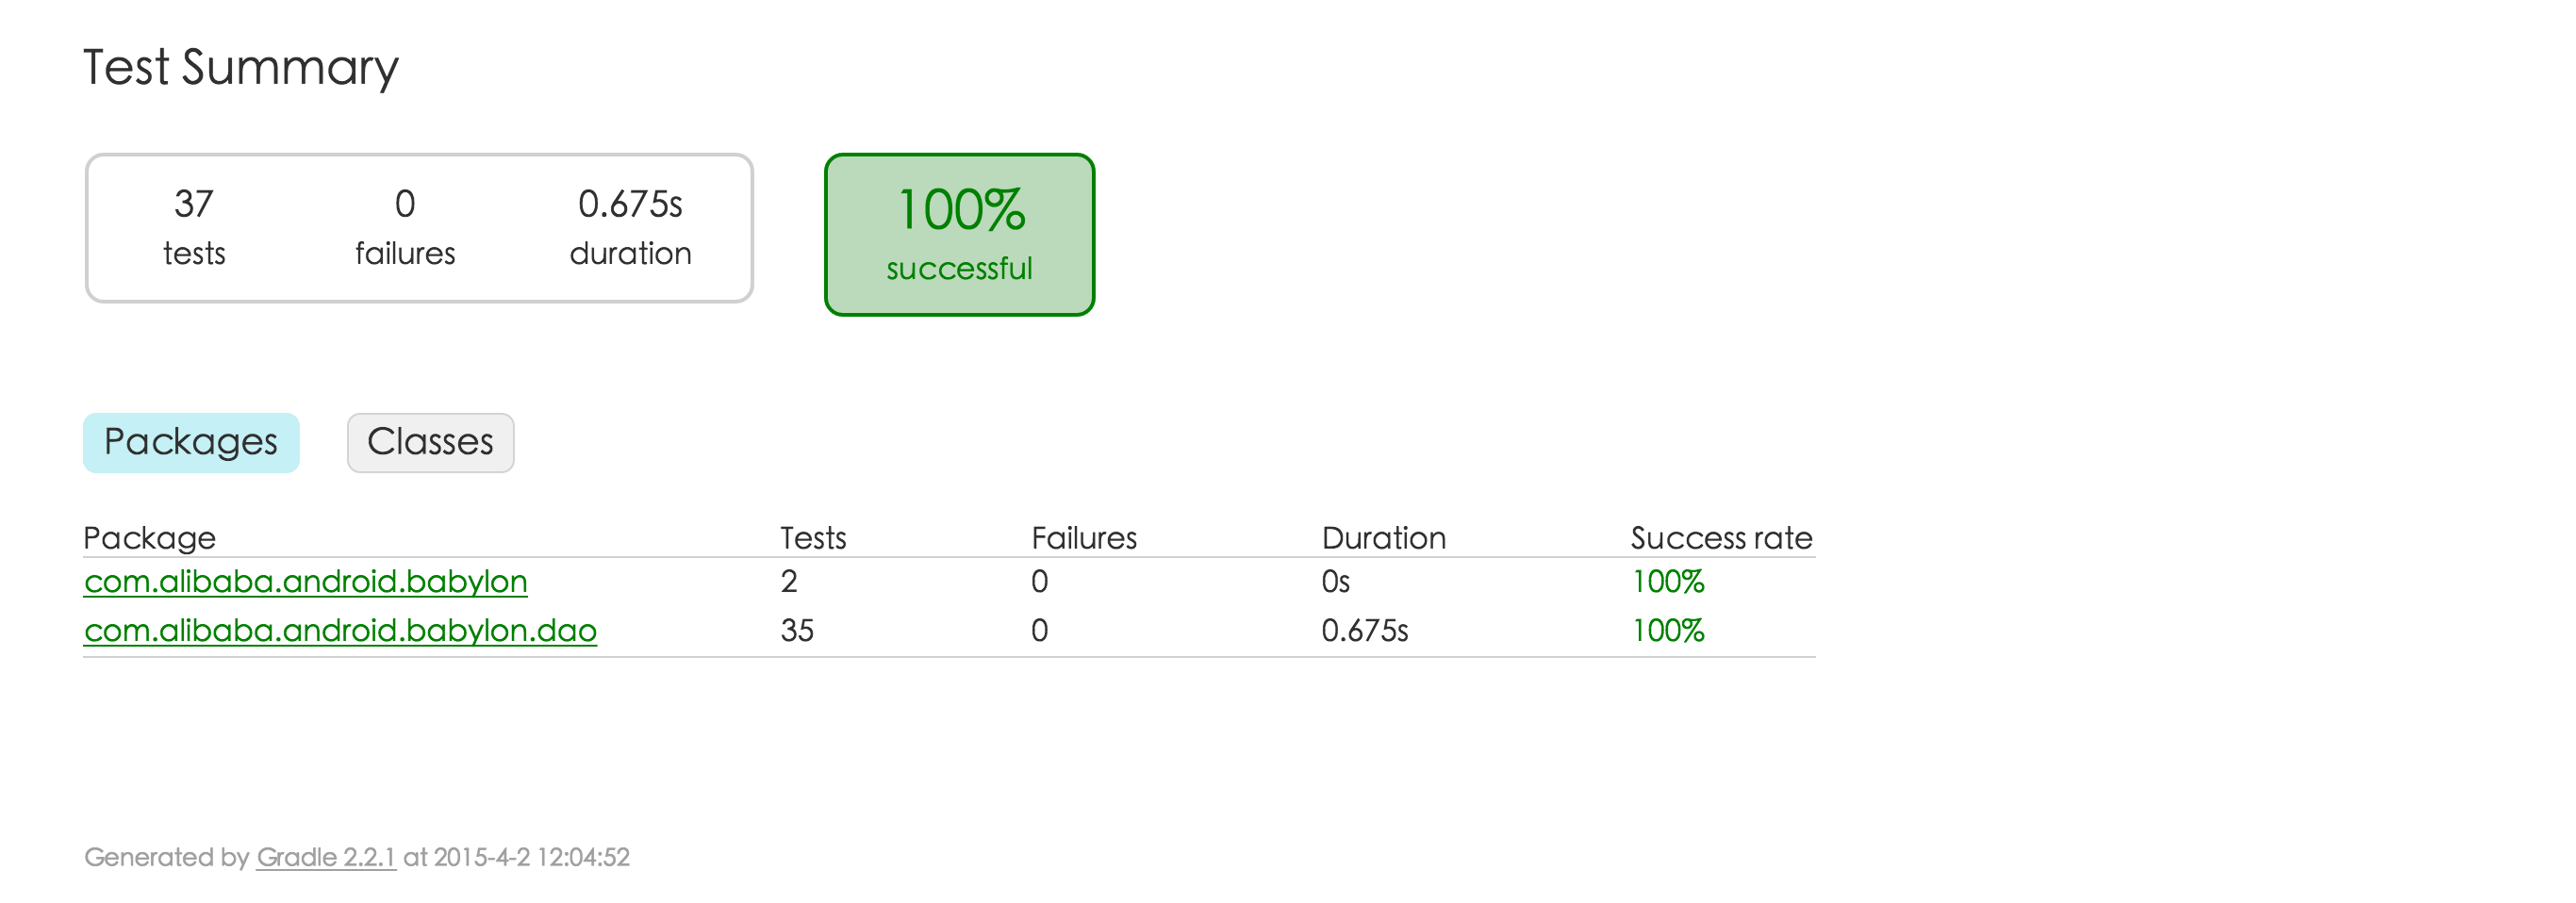 Test Summary
37 0 0.675s
tests failures duration
100%
successful
Packages Classes
Package Tests Failures Duration Success rate
com.alibaba.android.babylon 2 0 0s 100%
com.alibaba.android.babylon.dao 35 0 0.675s 100%
Generated by Gradle 2.2.1 at 2015-4-2 12:04:52